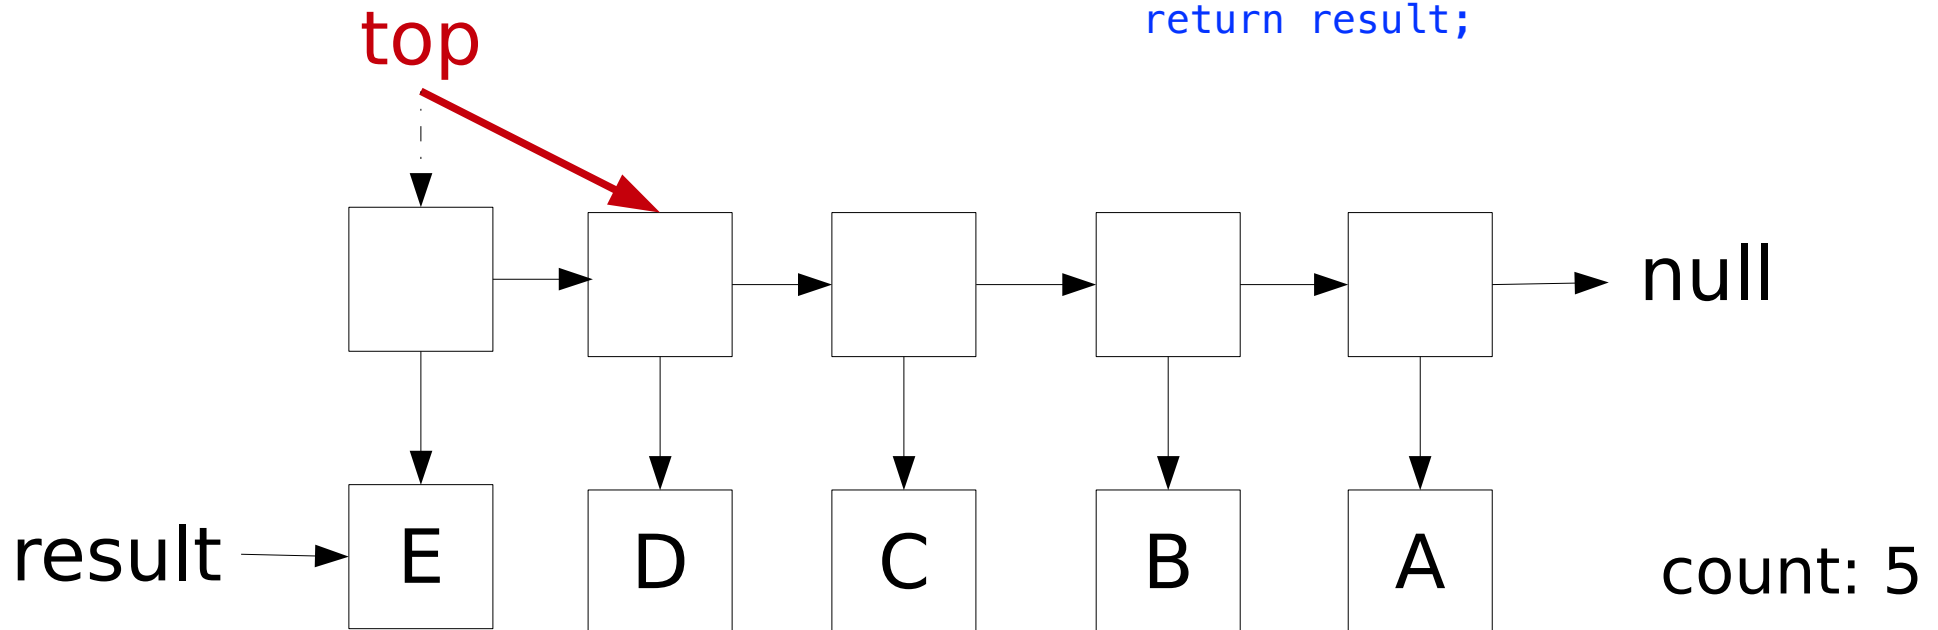 top
return result;
null
result
E
D
C
B
A
count: 5